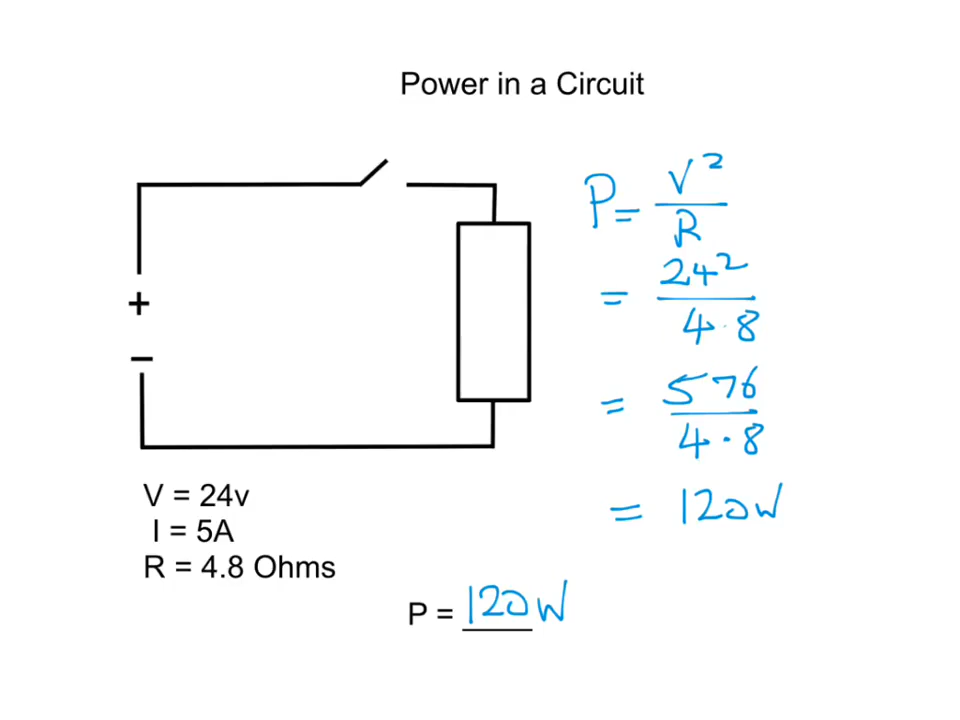 Power in a Circuit
P = V²
R
= 24²
4.8
+
−
= 576
4.8
V = 24v
= 120W
I = 5A
R = 4.8 Ohms
P = 120W